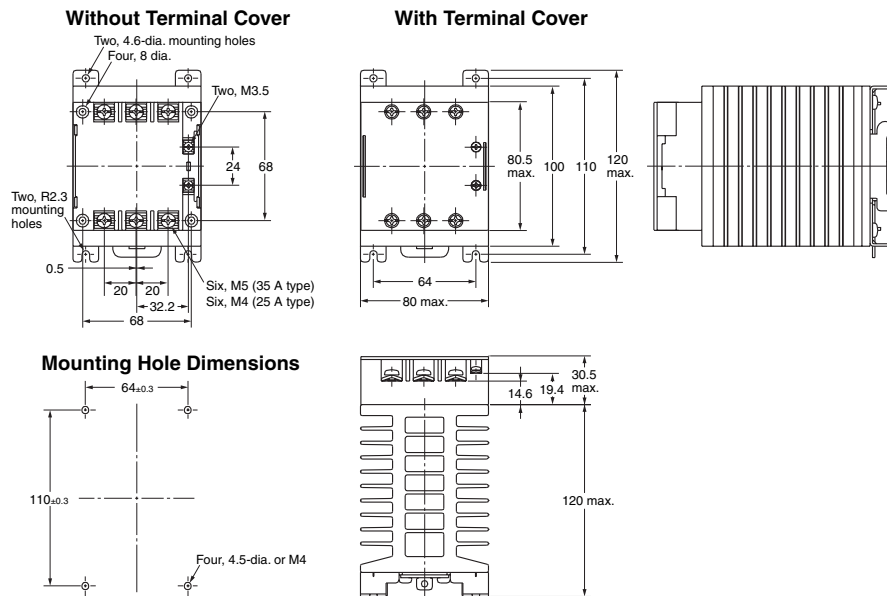 Without Terminal Cover
Two, 4.6-dia. mounting holes
Four, 8 dia.
Two, M3.5
24
68
Two, R2.3
mounting
holes
0.5
20
20
32.2
68
Six, M5 (35 A type)
Six, M4 (25 A type)
With Terminal Cover
80.5
max.
100
110
120
max.
64
80 max.
Mounting Hole Dimensions
64±0.3
110±0.3
Four, 4.5-dia. or M4
14.6
19.4
30.5
max.
120 max.